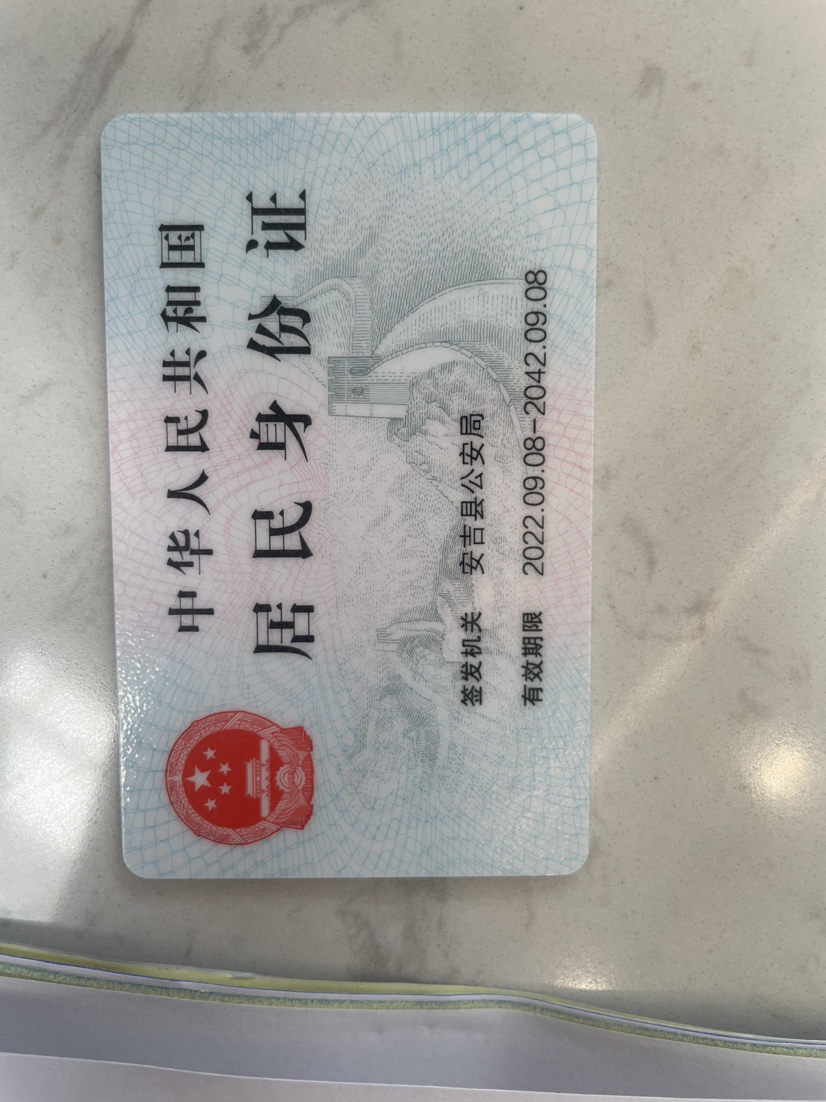 中华人民共和国
居民身份证
签发机关 安吉县公安局
有效期限 2022.09.08-2042.09.08